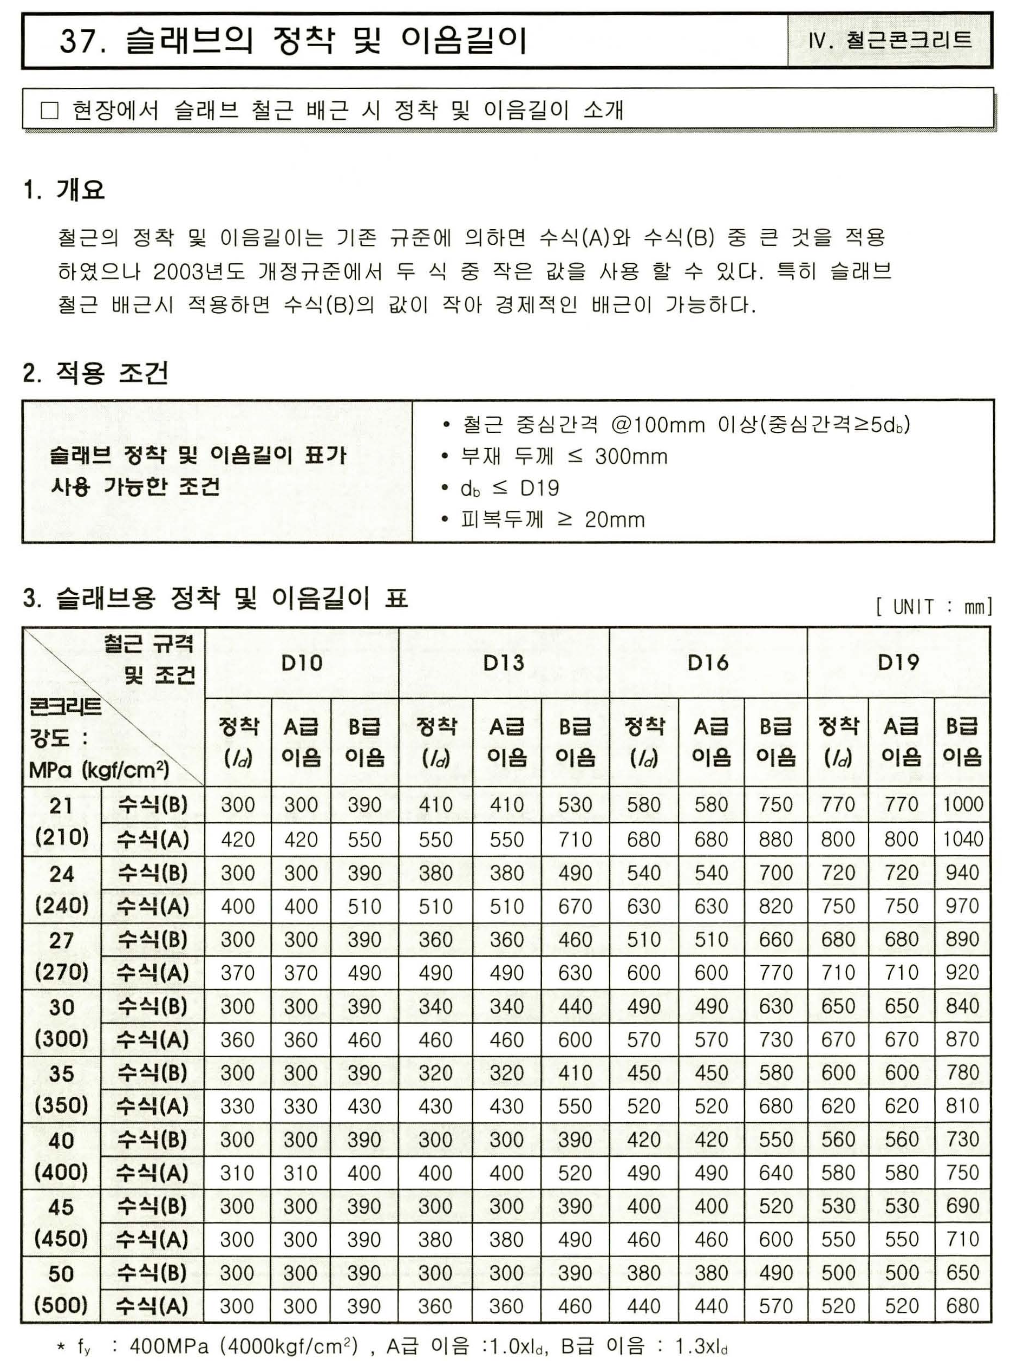 37. 슬래브의 정착 및 이음길이
Ⅳ. 철근콘크리트
□ 현장에서 슬래브 철근 배근 시 정착 및 이음길이 소개
1. 개요
철근의 정착 및 이음길이는 기존 규준에 의하면 수식(A)와 수식(B) 중 큰 것을 적용
하였으나 2003년도 개정규준에서 두 식 중 작은 값을 사용 할 수 있다. 특히 슬래브
철근 배근시 적용하면 수식(B)의 값이 작아 경제적인 배근이 가능하다.
2. 적용 조건
슬래브 정착 및 이음길이 표가
사용 가능한 조건
• 철근 중심간격 @100mm 이상(중심간격≥5d_b)
• 부재 두께 ≤ 300mm
• d_b ≤ D19
• 피복두께 ≥ 20mm
3. 슬래브용 정착 및 이음길이 표
[ UNIT : mm]
철근 규격
및 조건
콘크리트
강도 :
MPa (kgf/cm²)
D10 D13 D16 D19
정착 A급 B급 정착 A급 B급 정착 A급 B급 정착 A급 B급
(l_d) 이음 이음 (l_d) 이음 이음 (l_d) 이음 이음 (l_d) 이음 이음
21 수식(B) 300 300 390 410 410 530 580 580 750 770 770 1000
(210) 수식(A) 420 420 550 550 550 710 680 680 880 800 800 1040
24 수식(B) 300 300 390 380 380 490 540 540 700 720 720 940
(240) 수식(A) 400 400 510 510 510 670 630 630 820 750 750 970
27 수식(B) 300 300 390 360 360 460 510 510 660 680 680 890
(270) 수식(A) 370 370 490 490 490 630 600 600 770 710 710 920
30 수식(B) 300 300 390 340 340 440 490 490 630 650 650 840
(300) 수식(A) 360 360 460 460 460 600 570 570 730 670 670 870
35 수식(B) 300 300 390 320 320 410 450 450 580 600 600 780
(350) 수식(A) 330 330 430 430 430 550 520 520 680 620 620 810
40 수식(B) 300 300 390 300 300 390 420 420 550 560 560 730
(400) 수식(A) 310 310 400 400 400 520 490 490 640 580 580 750
45 수식(B) 300 300 390 300 300 390 400 400 520 530 530 690
(450) 수식(A) 300 300 390 380 380 490 460 460 600 550 550 710
50 수식(B) 300 300 390 300 300 390 380 380 490 500 500 650
(500) 수식(A) 300 300 390 360 360 460 440 440 570 520 520 680
* f_y : 400MPa (4000kgf/cm²) , A급 이음 :1.0xl_d, B급 이음 : 1.3xl_d